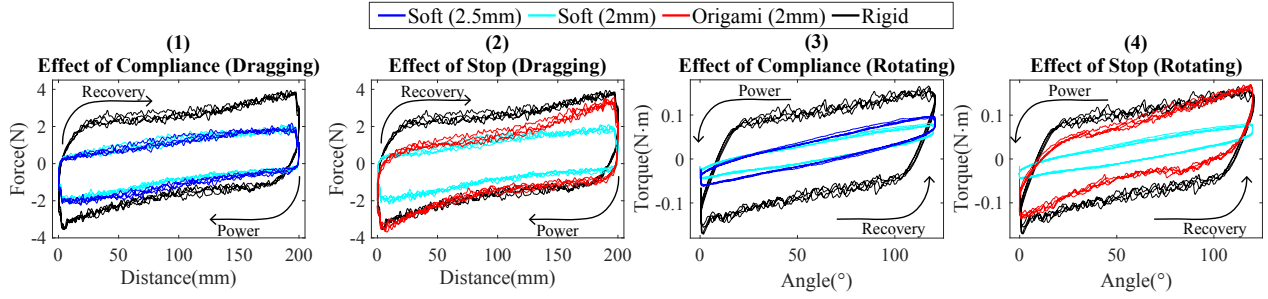 Soft (2.5mm) Soft (2mm) Origami (2mm) Rigid
(1) (2) (3) (4)
Effect of Compliance (Dragging) Effect of Stop (Dragging) Effect of Compliance (Rotating) Effect of Stop (Rotating)
Recovery Recovery Power Power
4 4 0.1 0.1
2 2
Force(N) Force(N) Torque(N·m) Torque(N·m)
0 0 0 0
-2 -2 -0.1 -0.1
Power Power Recovery Recovery
-4 -4
0 50 100 150 200 0 50 100 150 200 0 50 100 0 50 100
Distance(mm) Distance(mm) Angle(°) Angle(°)